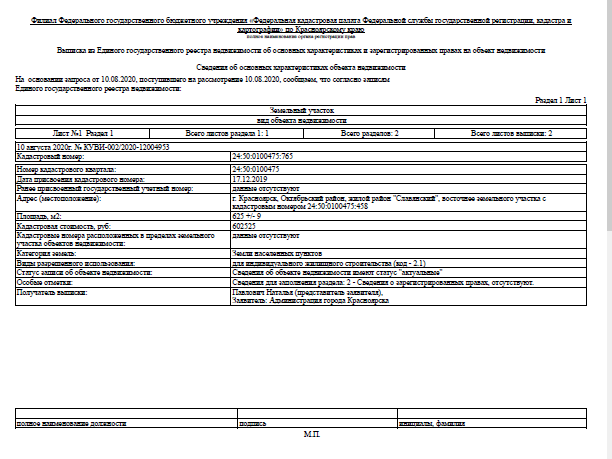 Филиал Федерального государственного бюджетного учреждения «Федеральная кадастровая палата Федеральной службы государственной регистрации, кадастра и
картографии» по Красноярскому краю
полное наименование органа регистрации прав
Выписка из Единого государственного реестра недвижимости об основных характеристиках и зарегистрированных правах на объект недвижимости
Сведения об основных характеристиках объекта недвижимости
На основании запроса от 10.08.2020, поступившего на рассмотрение 10.08.2020, сообщаем, что согласно записям
Единого государственного реестра недвижимости:
Раздел 1 Лист 1
Земельный участок
вид объекта недвижимости
Лист №1 Раздел 1 Всего листов раздела 1: 1 Всего разделов: 2 Всего листов выписки: 2
10 августа 2020г. № КУВИ-002/2020-12004953
Кадастровый номер: 24:50:0100475:765
Номер кадастрового квартала: 24:50:0100475
Дата присвоения кадастрового номера: 17.12.2019
Ранее присвоенный государственный учетный номер: данные отсутствуют
Адрес (местоположение): г. Красноярск, Октябрьский район, жилой район "Славянский", восточнее земельного участка с
кадастровым номером 24:50:0100475:458
Площадь, м2: 625 +/- 9
Кадастровая стоимость, руб: 602525
Кадастровые номера расположенных в пределах земельного данные отсутствуют
участка объектов недвижимости:
Категория земель: Земли населенных пунктов
Виды разрешенного использования: для индивидуального жилищного строительства (код - 2.1)
Статус записи об объекте недвижимости: Сведения об объекте недвижимости имеют статус "актуальные"
Особые отметки: Сведения для заполнения раздела: 2 - Сведения о зарегистрированных правах, отсутствуют.
Получатель выписки: Павлович Наталья (представитель заявителя),
Заявитель: Администрация города Красноярска
полное наименование должности подпись инициалы, фамилия
М.П.